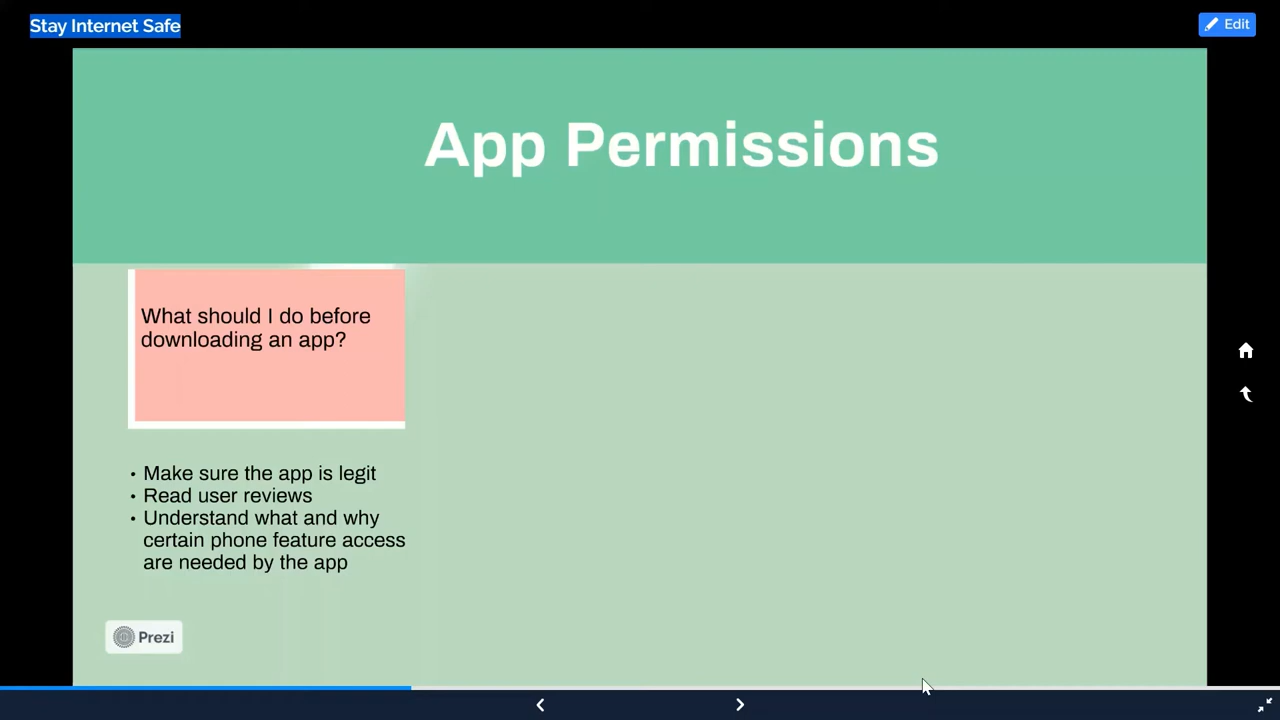 Stay Internet Safe
Edit
App Permissions
What should I do before
downloading an app?
• Make sure the app is legit
• Read user reviews
• Understand what and why
certain phone feature access
are needed by the app
Prezi